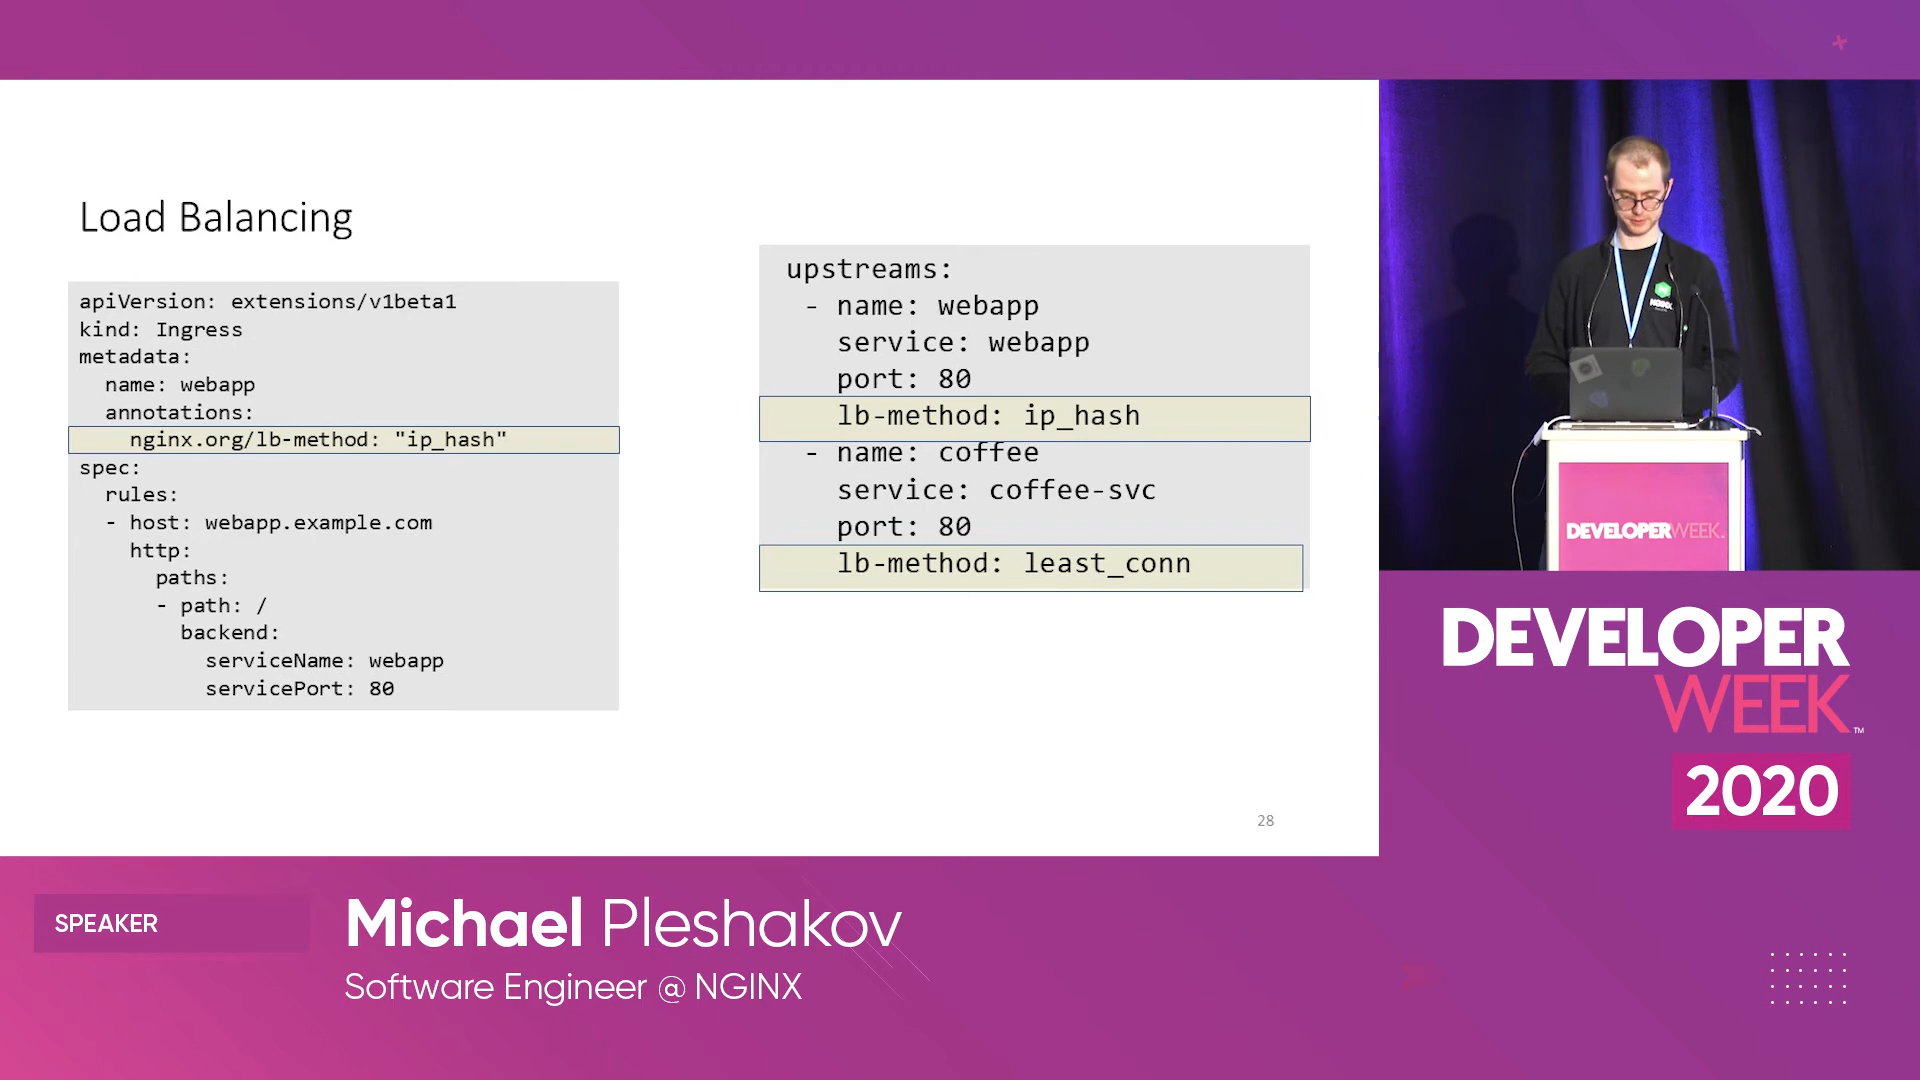 Load Balancing
apiVersion: extensions/v1beta1
kind: Ingress
metadata:
  name: webapp
  annotations:
    nginx.org/lb-method: "ip_hash"
spec:
  rules:
  - host: webapp.example.com
    http:
      paths:
      - path: /
        backend:
          serviceName: webapp
          servicePort: 80
upstreams:
  - name: webapp
    service: webapp
    port: 80
    lb-method: ip_hash
  - name: coffee
    service: coffee-svc
    port: 80
    lb-method: least_conn
28
NGINX
DEVELOPERWEEK.
DEVELOPER
WEEK™
2020
SPEAKER
Michael Pleshakov
Software Engineer @ NGINX